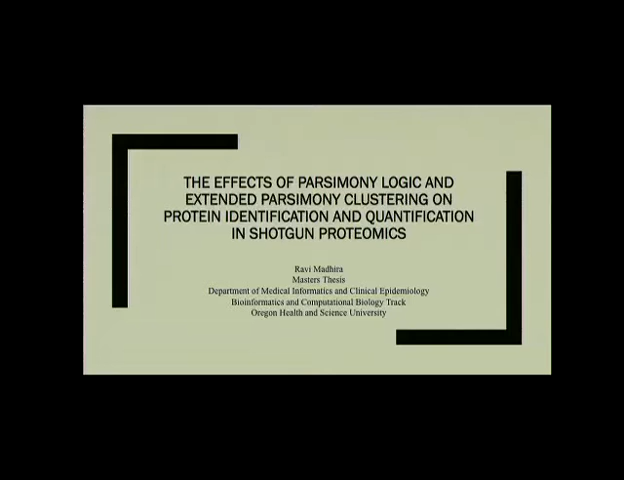 THE EFFECTS OF PARSIMONY LOGIC AND
EXTENDED PARSIMONY CLUSTERING ON
PROTEIN IDENTIFICATION AND QUANTIFICATION
IN SHOTGUN PROTEOMICS
Ravi Madhira
Masters Thesis
Department of Medical Informatics and Clinical Epidemiology
Bioinformatics and Computational Biology Track
Oregon Health and Science University